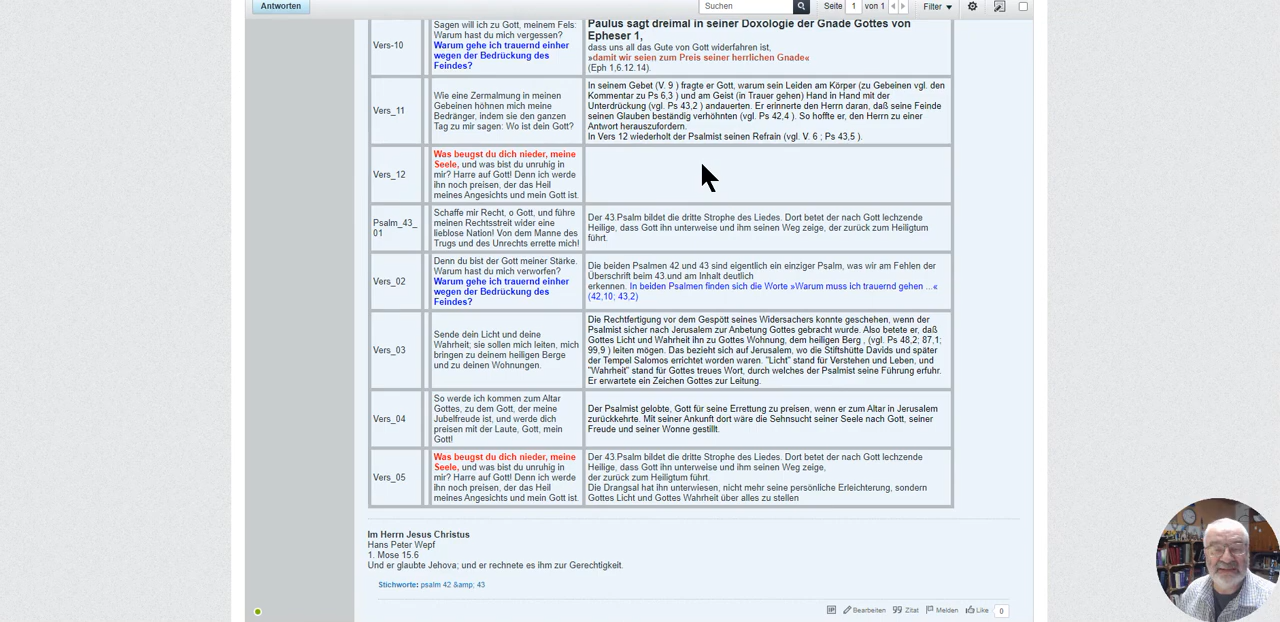 Antworten
Suchen
Seite 1 von 1
Filter
Vers-10
Sagen will ich zu Gott, meinem Fels:
Warum hast du mich vergessen?
Warum gehe ich trauernd einher
wegen der Bedrückung des
Feindes?
Paulus sagt dreimal in seiner Doxologie der Gnade Gottes von
Epheser 1,
dass uns all das Gute von Gott widerfahren ist,
»damit wir seien zum Preis seiner herrlichen Gnade«
(Eph 1,6.12.14).
Vers_11
Wie eine Zermalmung in meinen
Gebeinen höhnen mich meine
Bedränger, indem sie den ganzen
Tag zu mir sagen: Wo ist dein Gott?
In seinem Gebet (V. 9 ) fragte er Gott, warum sein Leiden am Körper (zu Gebeinen vgl. den
Kommentar zu Ps 6,3 ) und am Geist (in Trauer gehen) Hand in Hand mit der
Unterdrückung (vgl. Ps 43,2 ) andauerten. Er erinnerte den Herrn daran, daß seine Feinde
seinen Glauben beständig verhöhnten (vgl. Ps 42,4 ). So hoffte er, den Herrn zu einer
Antwort herauszufordern.
In Vers 12 wiederholt der Psalmist seinen Refrain (vgl. V. 6 ; Ps 43,5 ).
Vers_12
Was beugst du dich nieder, meine
Seele, und was bist du unruhig in
mir? Harre auf Gott! Denn ich werde
ihn noch preisen, der das Heil
meines Angesichts und mein Gott ist.
Psalm_43_
01
Schaffe mir Recht, o Gott, und führe
meinen Rechtsstreit wider eine
lieblose Nation! Von dem Manne des
Trugs und des Unrechts errette mich!
Der 43.Psalm bildet die dritte Strophe des Liedes. Dort betet der nach Gott lechzende
Heilige, dass Gott ihn unterweise und ihm seinen Weg zeige, der zurück zum Heiligtum
führt.
Vers_02
Denn du bist der Gott meiner Stärke.
Warum hast du mich verworfen?
Warum gehe ich trauernd einher
wegen der Bedrückung des
Feindes?
Die beiden Psalmen 42 und 43 sind eigentlich ein einziger Psalm, was wir am Fehlen der
Überschrift beim 43.und am Inhalt deutlich
erkennen. In beiden Psalmen finden sich die Worte »Warum muss ich trauernd gehen ...«
(42,10; 43,2)
Vers_03
Sende dein Licht und deine
Wahrheit; sie sollen mich leiten, mich
bringen zu deinem heiligen Berge
und zu deinen Wohnungen.
Die Rechtfertigung vor dem Gespött seines Widersachers konnte geschehen, wenn der
Psalmist sicher nach Jerusalem zur Anbetung Gottes gebracht wurde. Also betete er, daß
Gottes Licht und Wahrheit ihn zu Gottes Wohnung, dem heiligen Berg , (vgl. Ps 48,2; 87,1;
99,9 ) leiten mögen. Das bezieht sich auf Jerusalem, wo die Stiftshütte Davids und später
der Tempel Salomos errichtet worden waren. "Licht" stand für Verstehen und Leben, und
"Wahrheit" stand für Gottes treues Wort, durch welches der Psalmist seine Führung erfuhr.
Er erwartete ein Zeichen Gottes zur Leitung.
Vers_04
So werde ich kommen zum Altar
Gottes, zu dem Gott, der meine
Jubelfreude ist, und werde dich
preisen mit der Laute, Gott, mein
Gott!
Der Psalmist gelobte, Gott für seine Errettung zu preisen, wenn er zum Altar in Jerusalem
zurückkehrte. Mit seiner Ankunft dort wäre die Sehnsucht seiner Seele nach Gott, seiner
Freude und seiner Wonne gestillt.
Vers_05
Was beugst du dich nieder, meine
Seele, und was bist du unruhig in
mir? Harre auf Gott! Denn ich werde
ihn noch preisen, der das Heil
meines Angesichts und mein Gott ist.
Der 43.Psalm bildet die dritte Strophe des Liedes. Dort betet der nach Gott lechzende
Heilige, dass Gott ihn unterweise und ihm seinen Weg zeige,
der zurück zum Heiligtum führt.
Die Drangsal hat ihn unterwiesen, nicht mehr seine persönliche Erleichterung, sondern
Gottes Licht und Gottes Wahrheit über alles zu stellen
Im Herrn Jesus Christus
Hans Peter Wepf
1. Mose 15.6
Und er glaubte Jehova; und er rechnete es ihm zur Gerechtigkeit.
Stichworte: psalm 42 &amp; 43
Bearbeiten Zitat Melden Like 0